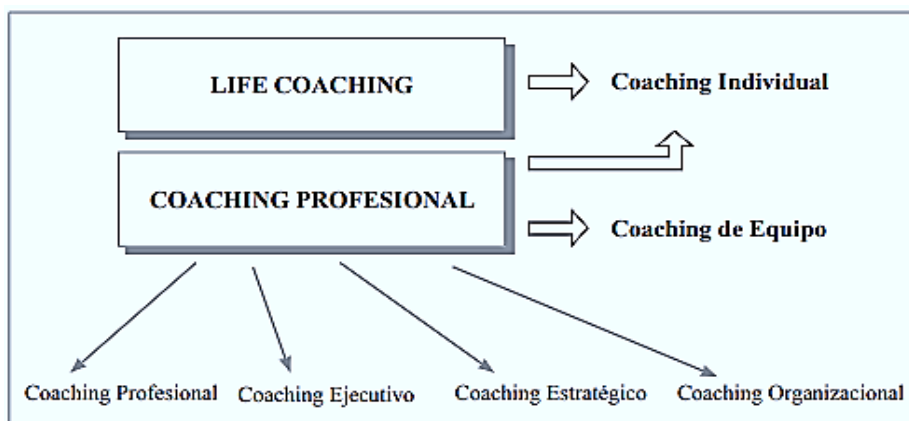 LIFE COACHING
Coaching Individual
COACHING PROFESIONAL
Coaching de Equipo
Coaching Profesional
Coaching Ejecutivo
Coaching Estratégico
Coaching Organizacional